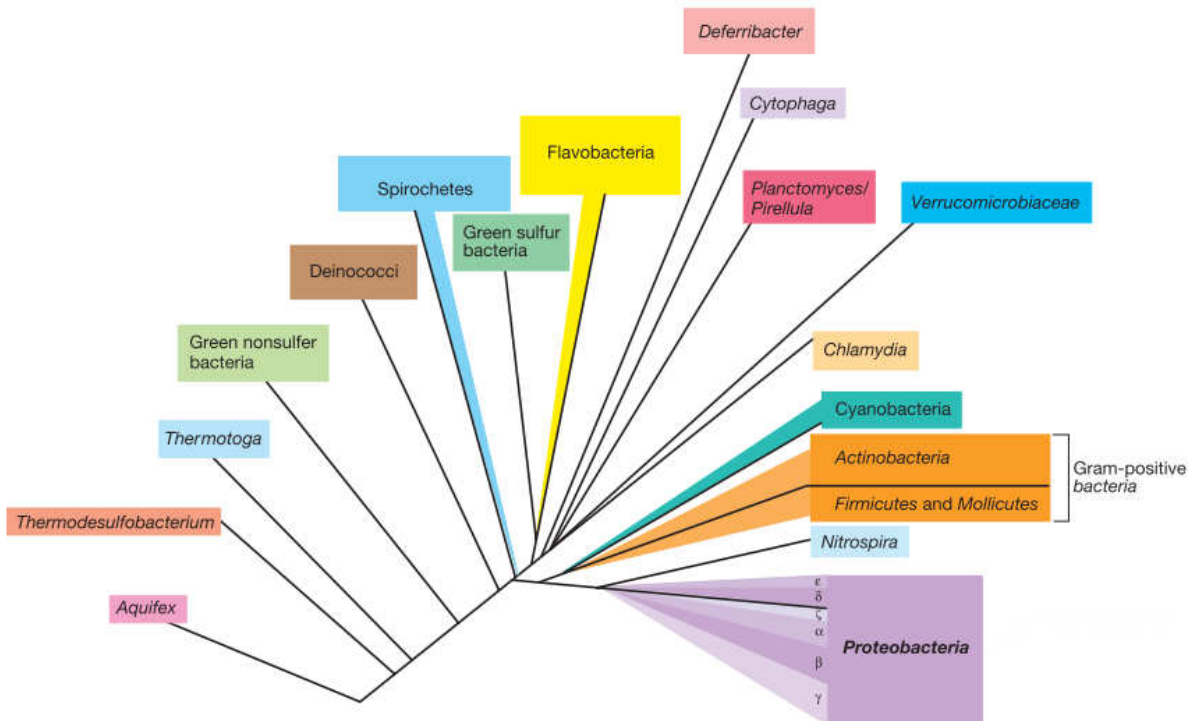 Deferribacter
Cytophaga
Flavobacteria
Spirochetes
Planctomyces/
Pirellula
Verrucomicrobiaceae
Green sulfur
bacteria
Deinococci
Green nonsulfer
bacteria
Chlamydia
Cyanobacteria
Thermotoga
Actinobacteria
Gram-positive
bacteria
Firmicutes and Mollicutes
Thermodesulfobacterium
Nitrospira
Aquifex
ε
δ
ζ
α
β
γ
Proteobacteria